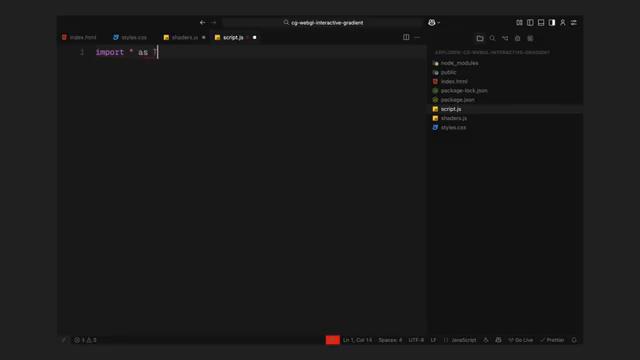 cg-webgl-interactive-gradient
index.html
styles.css
shaders.js
script.js
1 import * as T
EXPLORER: CG-WEBGL-INTERACTIVE-GRADIENT
node_modules
public
index.html
package-lock.json
package.json
script.js
shaders.js
styles.css
1 0
Ln 1, Col 14
Spaces: 4
UTF-8
LF
{ } JavaScript
Go Live
Prettier